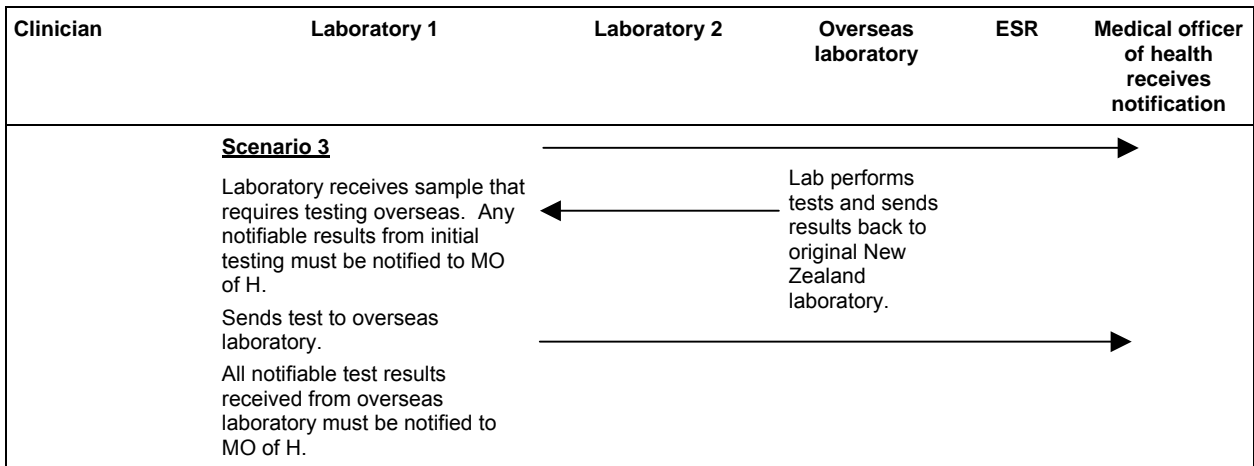 Clinician
Laboratory 1
Laboratory 2
Overseas
laboratory
ESR
Medical officer
of health
receives
notification
Scenario 3
Laboratory receives sample that
requires testing overseas.  Any
notifiable results from initial
testing must be notified to MO
of H.
Sends test to overseas
laboratory.
All notifiable test results
received from overseas
laboratory must be notified to
MO of H.
Lab performs
tests and sends
results back to
original New
Zealand
laboratory.